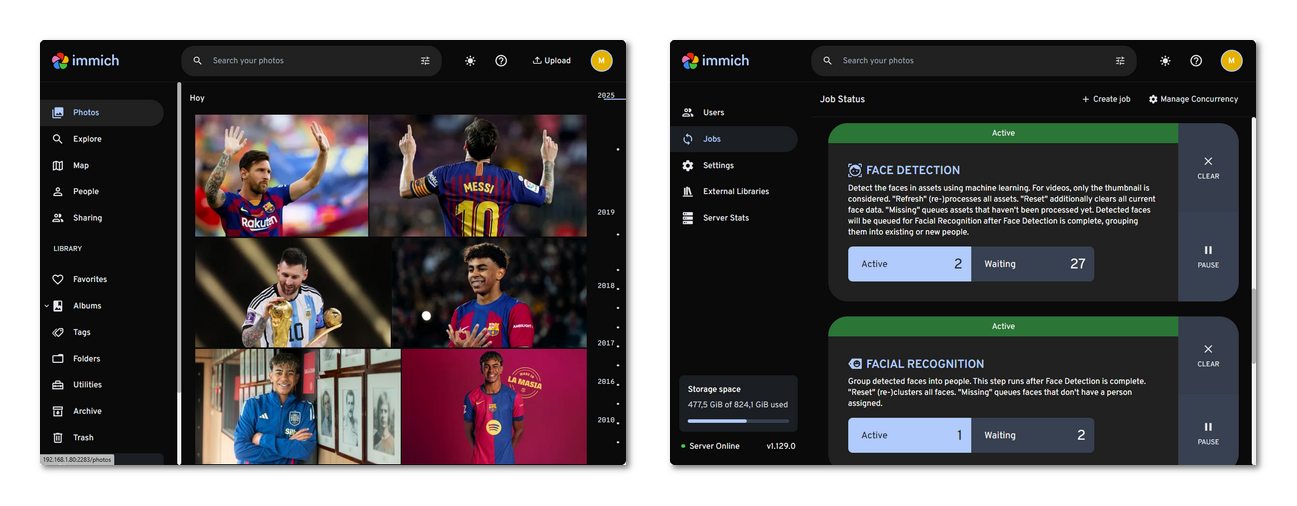 immich
Search your photos
Upload
M
Photos
Explore
Map
People
Sharing
LIBRARY
Favorites
Albums
Tags
Folders
Utilities
Archive
Trash
192.168.1.80:2283/photos
Hoy
2025
2019
2018
2017
2016
2010
Rakuten
MESSI
10
10
LA MASIA
immich
Search your photos
M
Users
Jobs
Settings
External Libraries
Server Stats
Storage space
477,5 GiB of 824,1 GiB used
Server Online v1.129.0
Job Status
Create job
Manage Concurrency
Active
FACE DETECTION
Detect the faces in assets using machine learning. For videos, only the thumbnail is
considered. "Refresh" (re-)processes all assets. "Reset" additionally clears all current
face data. "Missing" queues assets that haven't been processed yet. Detected faces
will be queued for Facial Recognition after Face Detection is complete, grouping
them into existing or new people.
Active 2
Waiting 27
CLEAR
PAUSE
Active
FACIAL RECOGNITION
Group detected faces into people. This step runs after Face Detection is complete.
"Reset" (re-)clusters all faces. "Missing" queues faces that don't have a person
assigned.
Active 1
Waiting 2
CLEAR
PAUSE